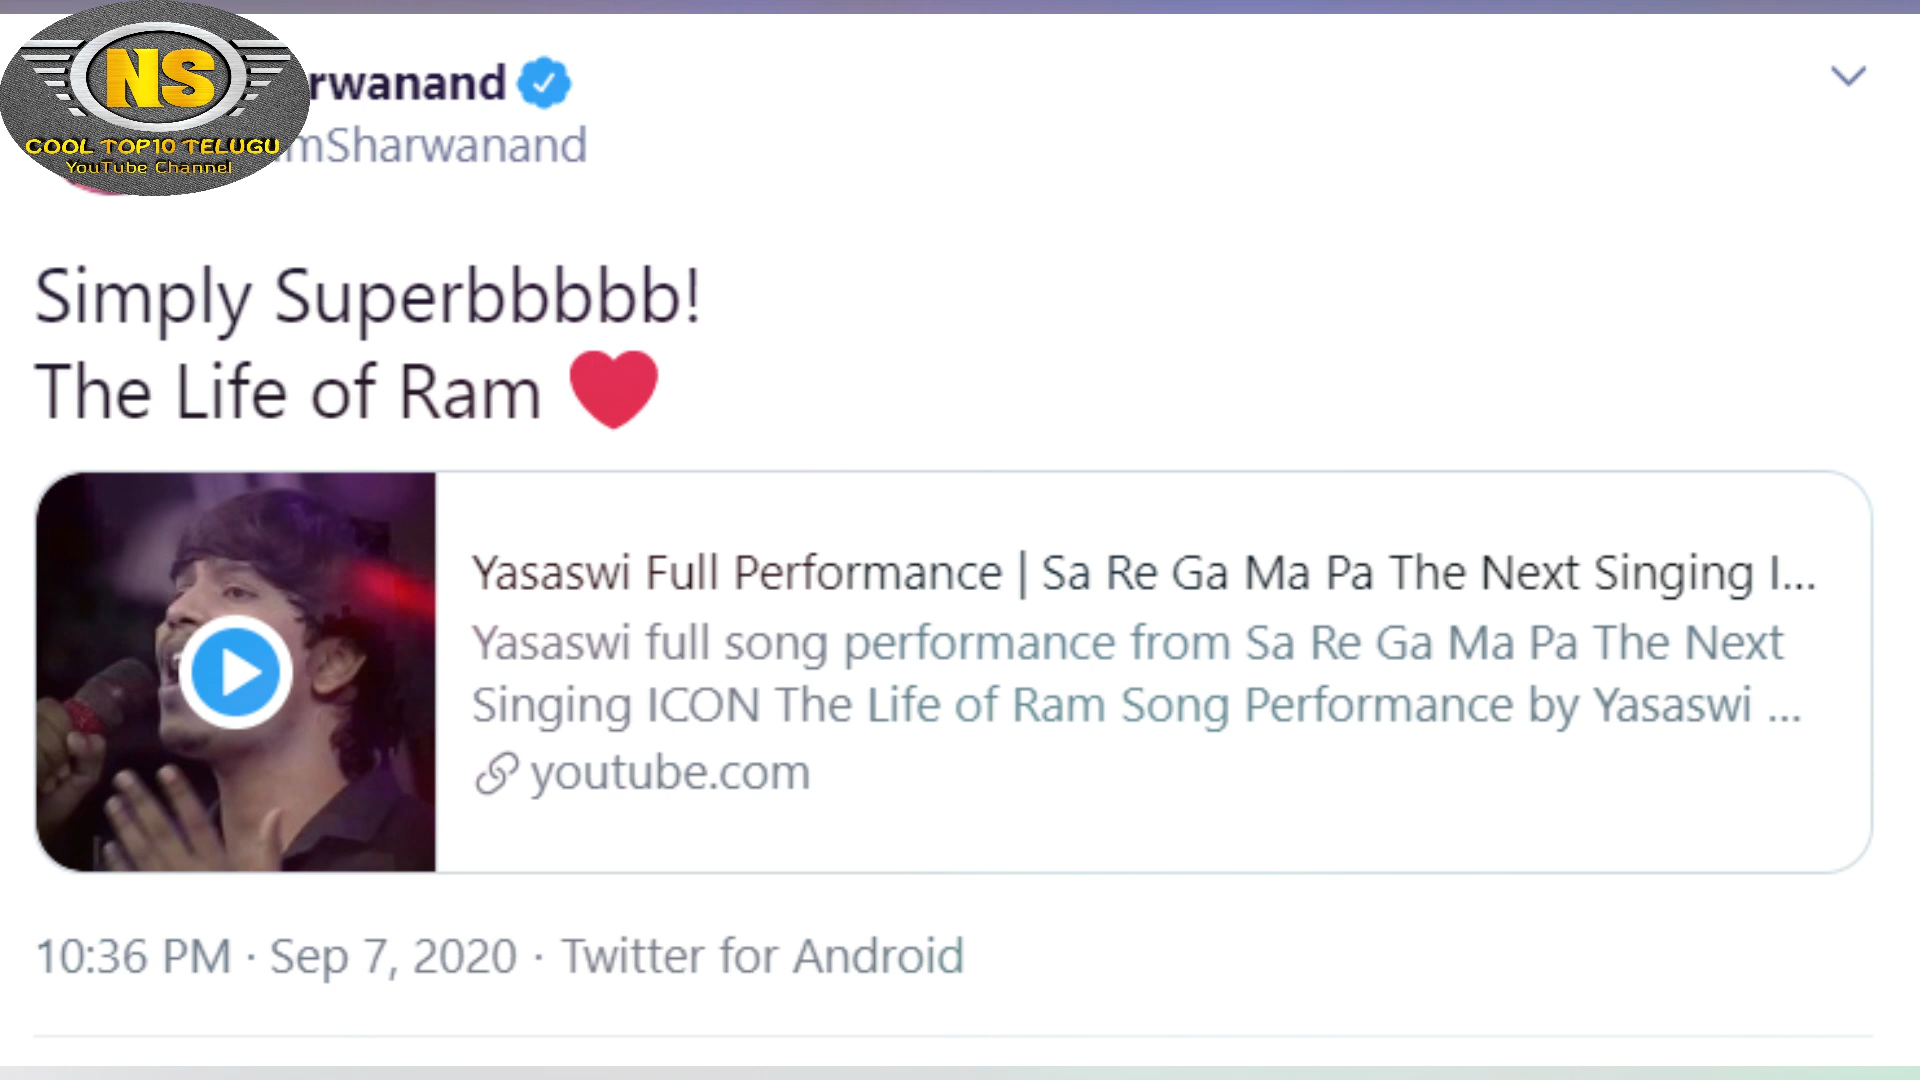 NS
COOL TOP10 TELUGU
YouTube Channel
rwanand
mSharwanand
Simply Superbbbbb!
The Life of Ram ❤
Yasaswi Full Performance | Sa Re Ga Ma Pa The Next Singing I...
Yasaswi full song performance from Sa Re Ga Ma Pa The Next
Singing ICON The Life of Ram Song Performance by Yasaswi ...
youtube.com
10:36 PM · Sep 7, 2020 · Twitter for Android